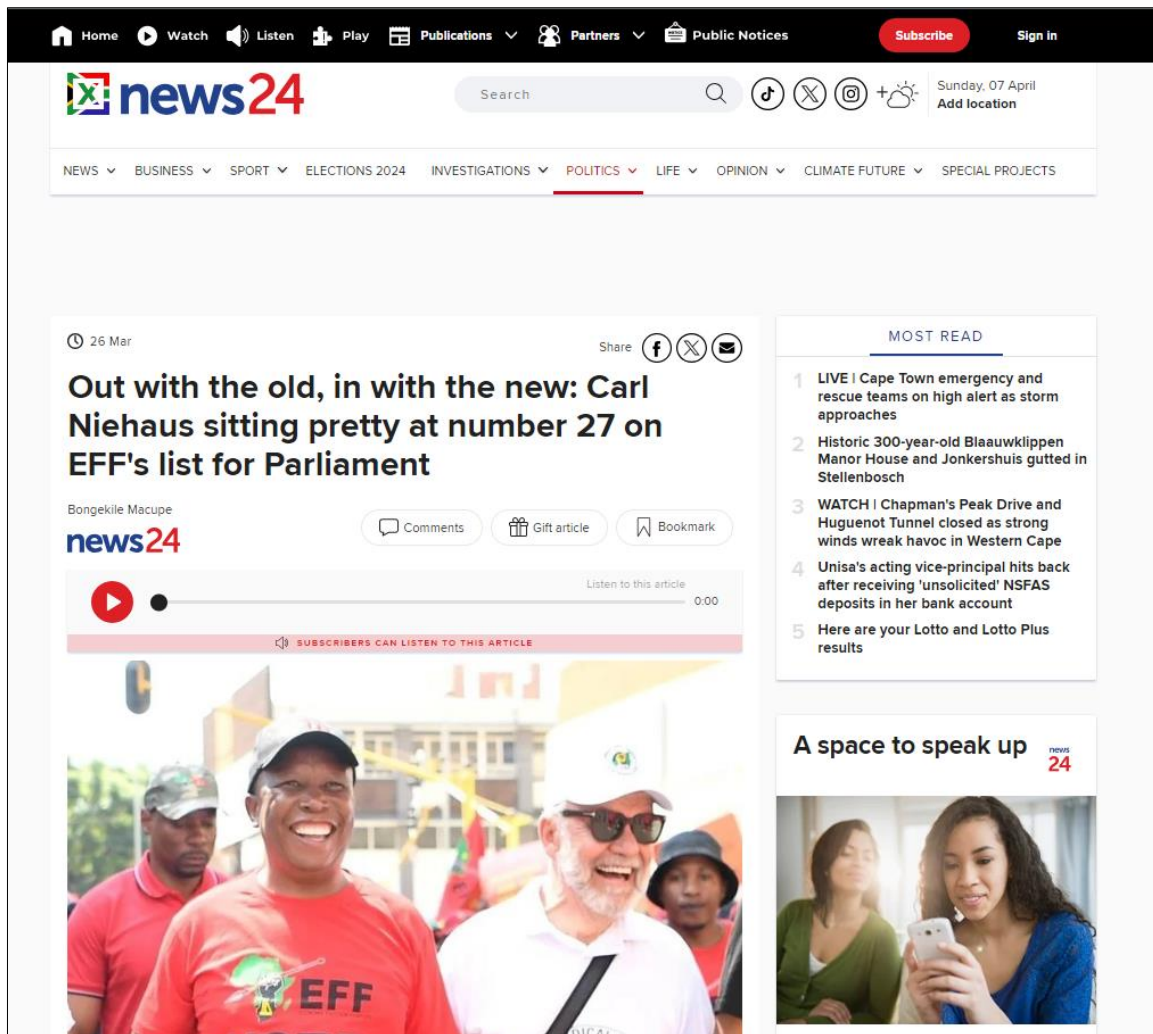 Home Watch Listen Play Publications Partners Public Notices Subscribe Sign in
news24
Search
Sunday, 07 April
Add location
NEWS BUSINESS SPORT ELECTIONS 2024 INVESTIGATIONS POLITICS LIFE OPINION CLIMATE FUTURE SPECIAL PROJECTS
26 Mar
Share
Out with the old, in with the new: Carl
Niehaus sitting pretty at number 27 on
EFF's list for Parliament
Bongekile Macupe
news24
Comments Gift article Bookmark
Listen to this article
0:00
SUBSCRIBERS CAN LISTEN TO THIS ARTICLE
EFF
MOST READ
1 LIVE | Cape Town emergency and
rescue teams on high alert as storm
approaches
2 Historic 300-year-old Blaauwklippen
Manor House and Jonkershuis gutted in
Stellenbosch
3 WATCH | Chapman's Peak Drive and
Huguenot Tunnel closed as strong
winds wreak havoc in Western Cape
4 Unisa's acting vice-principal hits back
after receiving 'unsolicited' NSFAS
deposits in her bank account
5 Here are your Lotto and Lotto Plus
results
A space to speak up
news
24